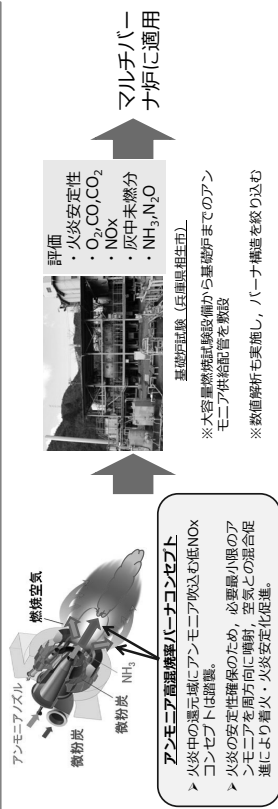 アンモニアノズル
燃焼空気
微粉炭
微粉炭
NH3
アンモニア高混焼率バーナコンセプト
➤ 火炎中の還元域にアンモニア吹込む低NOx
コンセプトは踏襲。
➤ 火炎の安定性確保のため，必要最小限のア
ンモニアを周方向に噴射，空気との混合促
進により着火・火炎安定化促進。
評価
・火炎安定性
・O2,CO,CO2
・NOx
・灰中未燃分
・NH3,N2O
基礎炉試験（兵庫県相生市）
※大容量燃焼試験設備から基礎炉までのアン
モニア供給配管を敷設
※数値解析も実施し，バーナ構造を絞り込む
マルチバー
ナ炉に適用